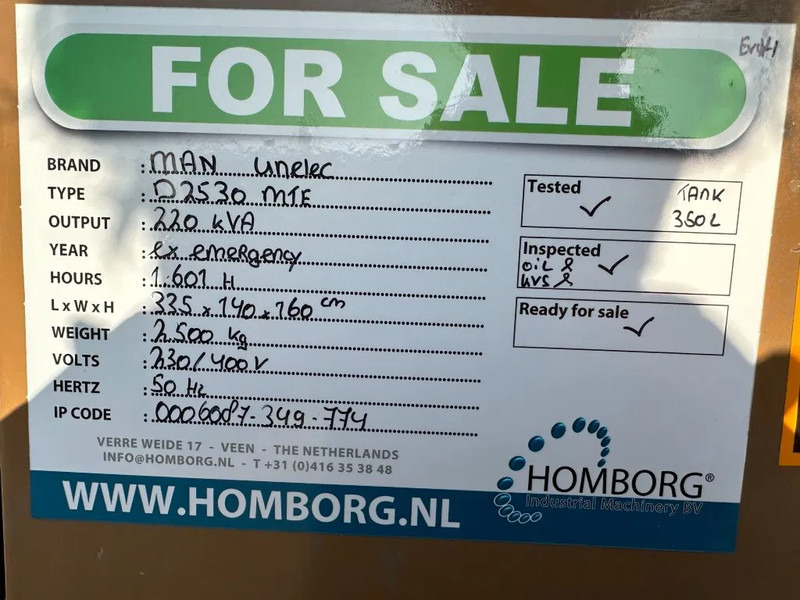 FOR SALE
BRAND : MAN unelec
TYPE : D2530 MTE
OUTPUT : 220 kVA
YEAR : ex emergency
HOURS : 1.601 H
L x W x H : 335 x 140 x 160 cm
WEIGHT : 2.500 kg
VOLTS : 230/400V
HERTZ : 50 Hz
IP CODE : 0006087-349-774
Tested ✓ TANK
350L
Inspected ✓
OIL &
Ready for sale ✓
VERRE WEIDE 17 - VEEN - THE NETHERLANDS
INFO@HOMBORG.NL - T +31 (0)416 35 38 48
WWW.HOMBORG.NL
HOMBORG®
Industrial Machinery BV